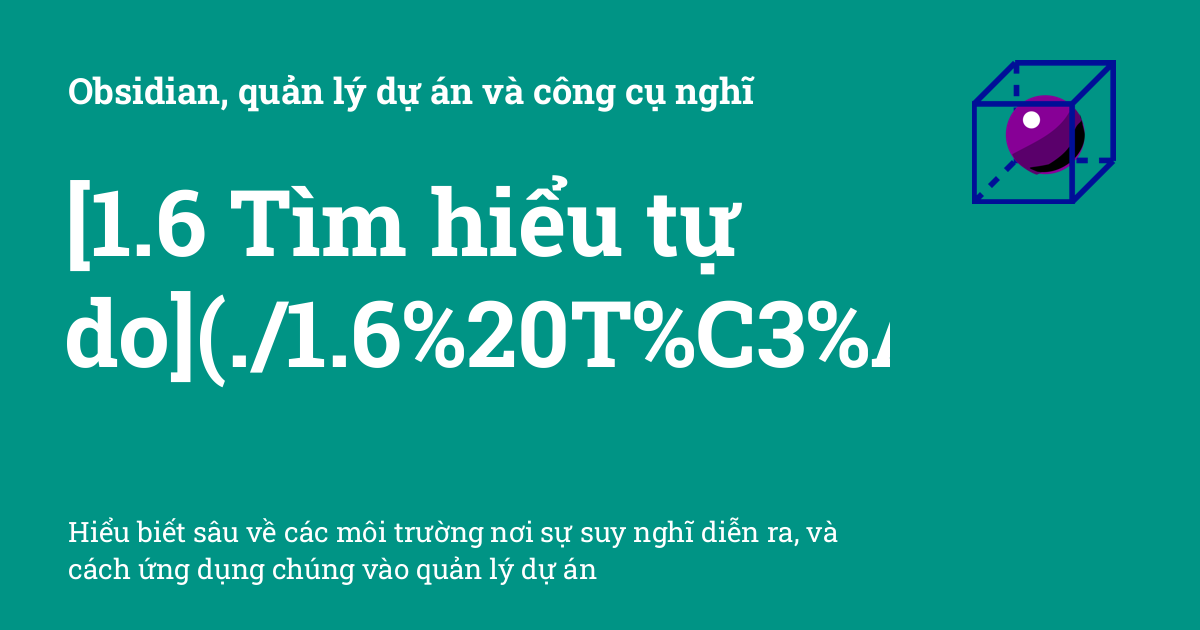 Obsidian, quản lý dự án và công cụ nghĩ
[1.6 Tìm hiểu tự
do](./1.6%20T%C3%
Hiểu biết sâu về các môi trường nơi sự suy nghĩ diễn ra, và
cách ứng dụng chúng vào quản lý dự án